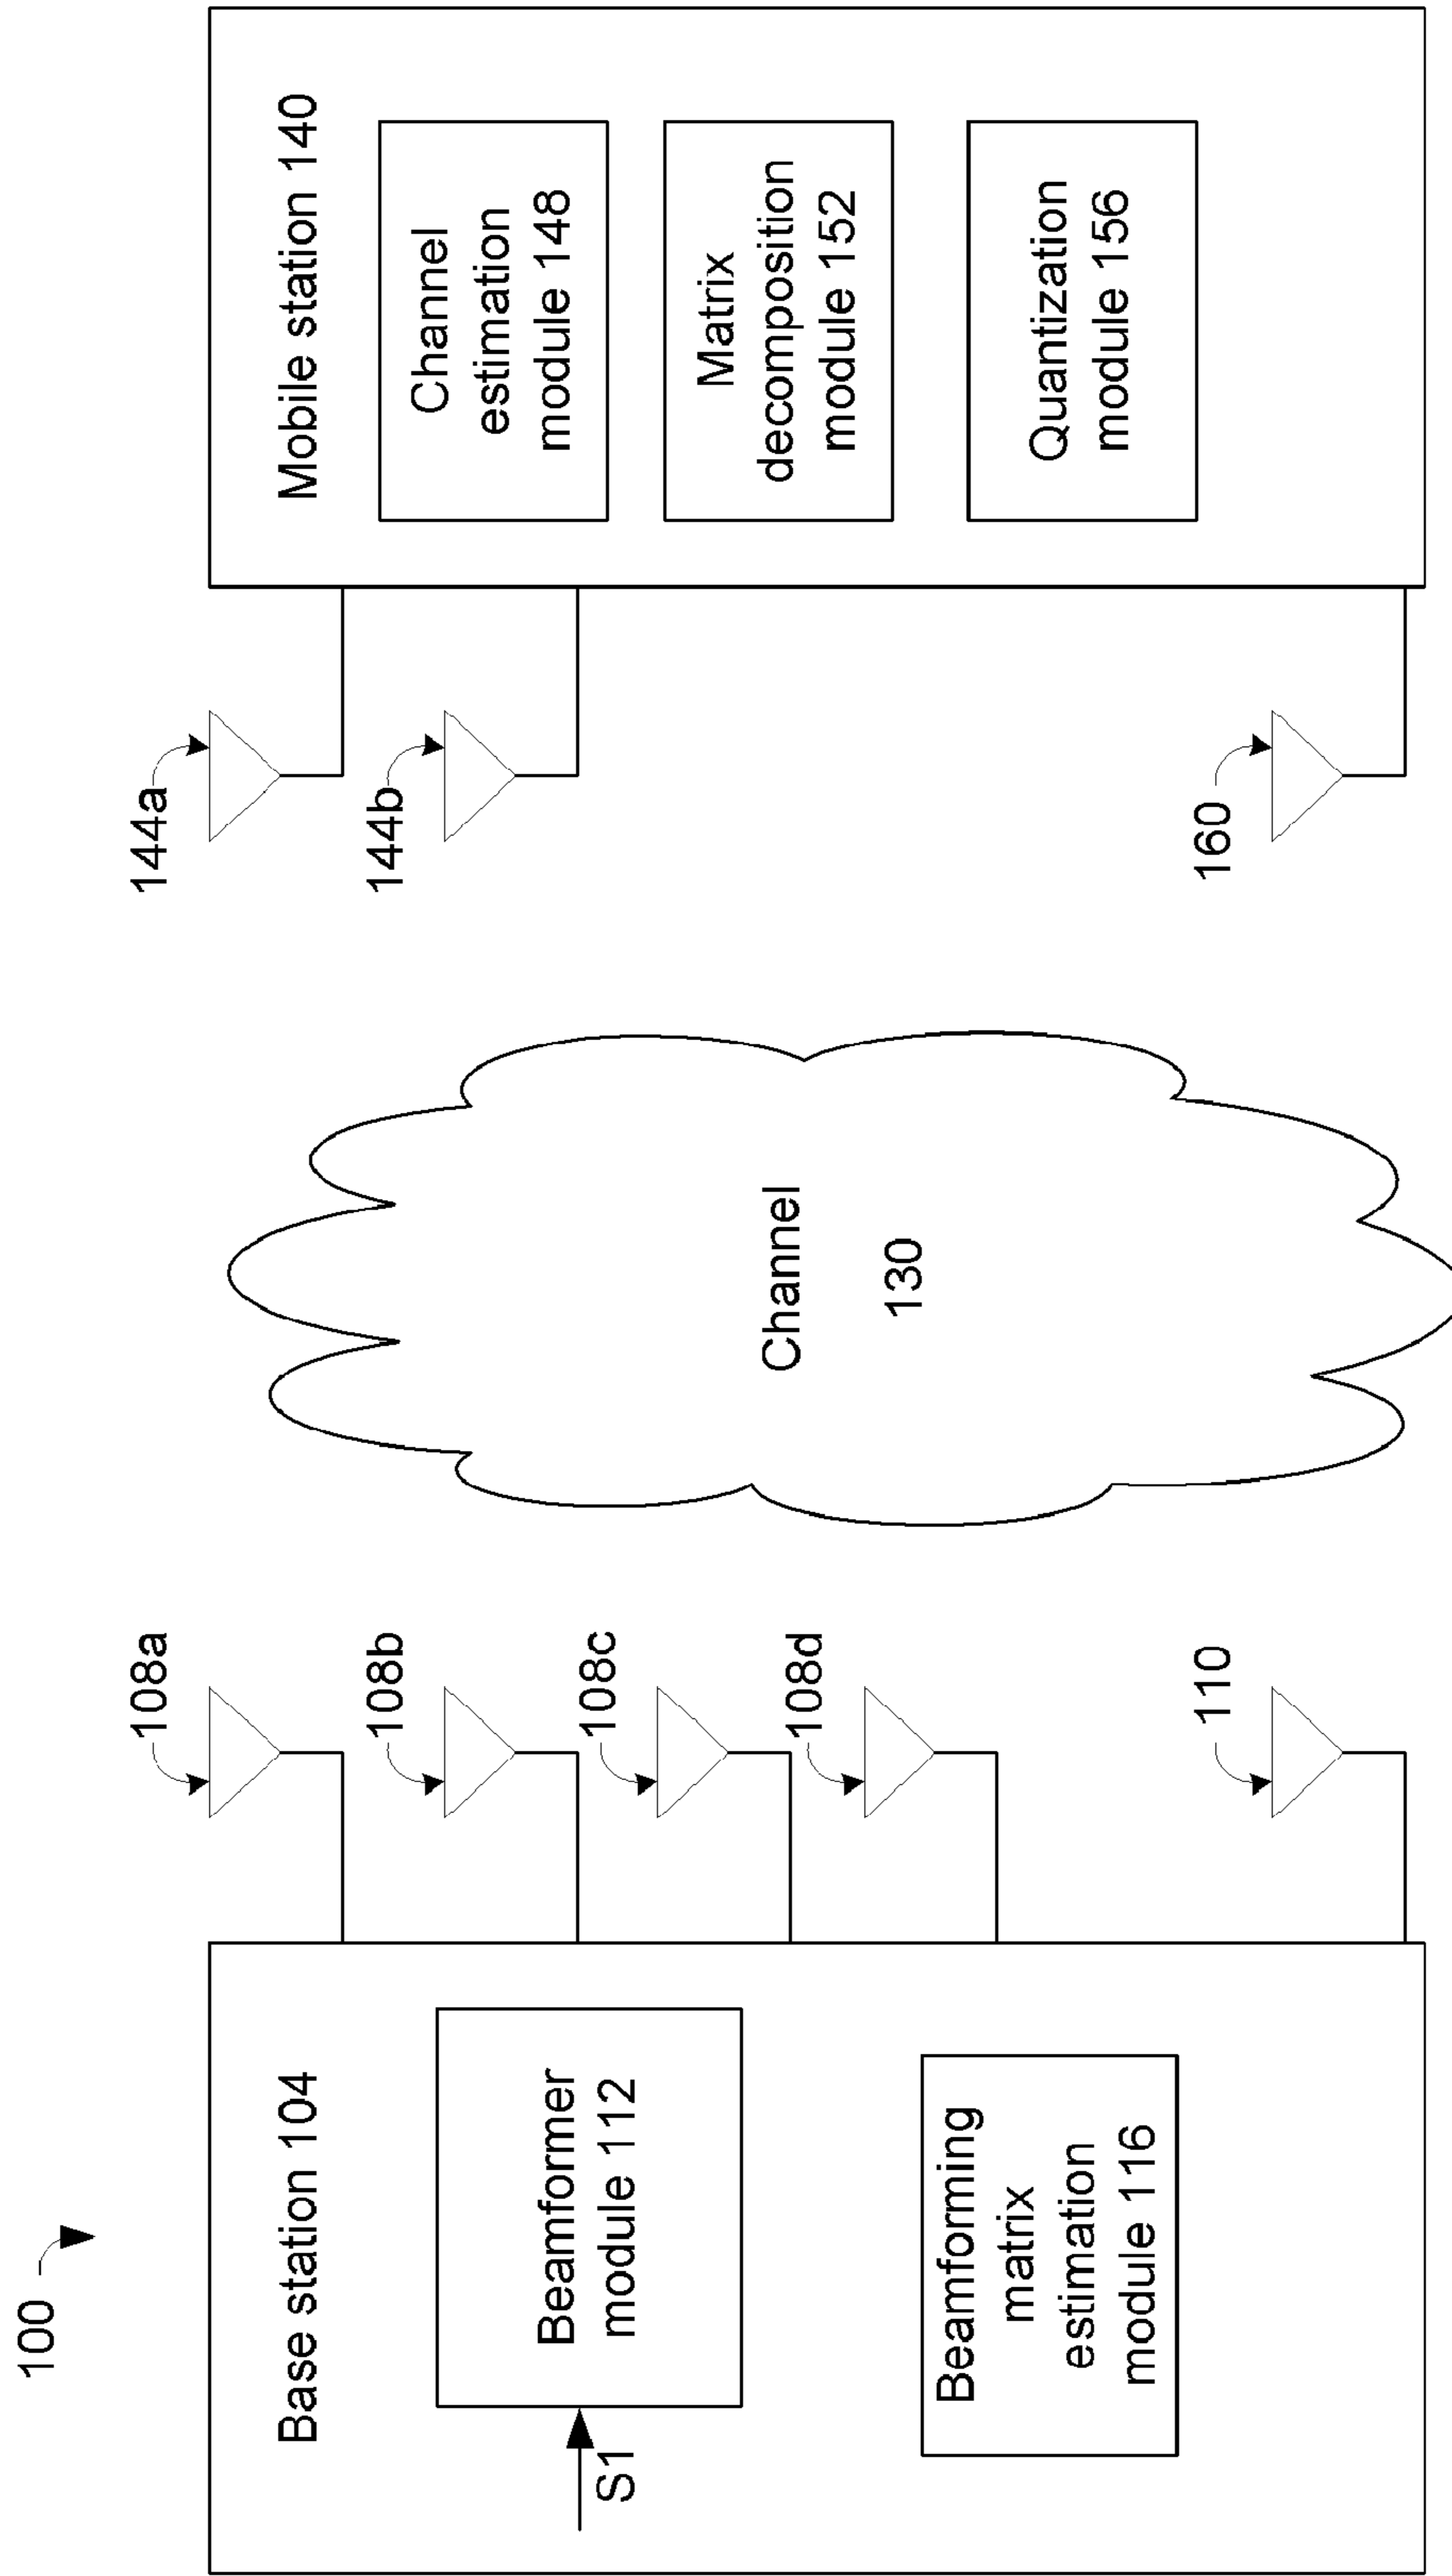 100
Base station 104
S1
Beamformer
module 112
Beamforming
matrix
estimation
module 116
108a
108b
108c
108d
110
Channel
130
144a
144b
160
Mobile station 140
Channel
estimation
module 148
Matrix
decomposition
module 152
Quantization
module 156